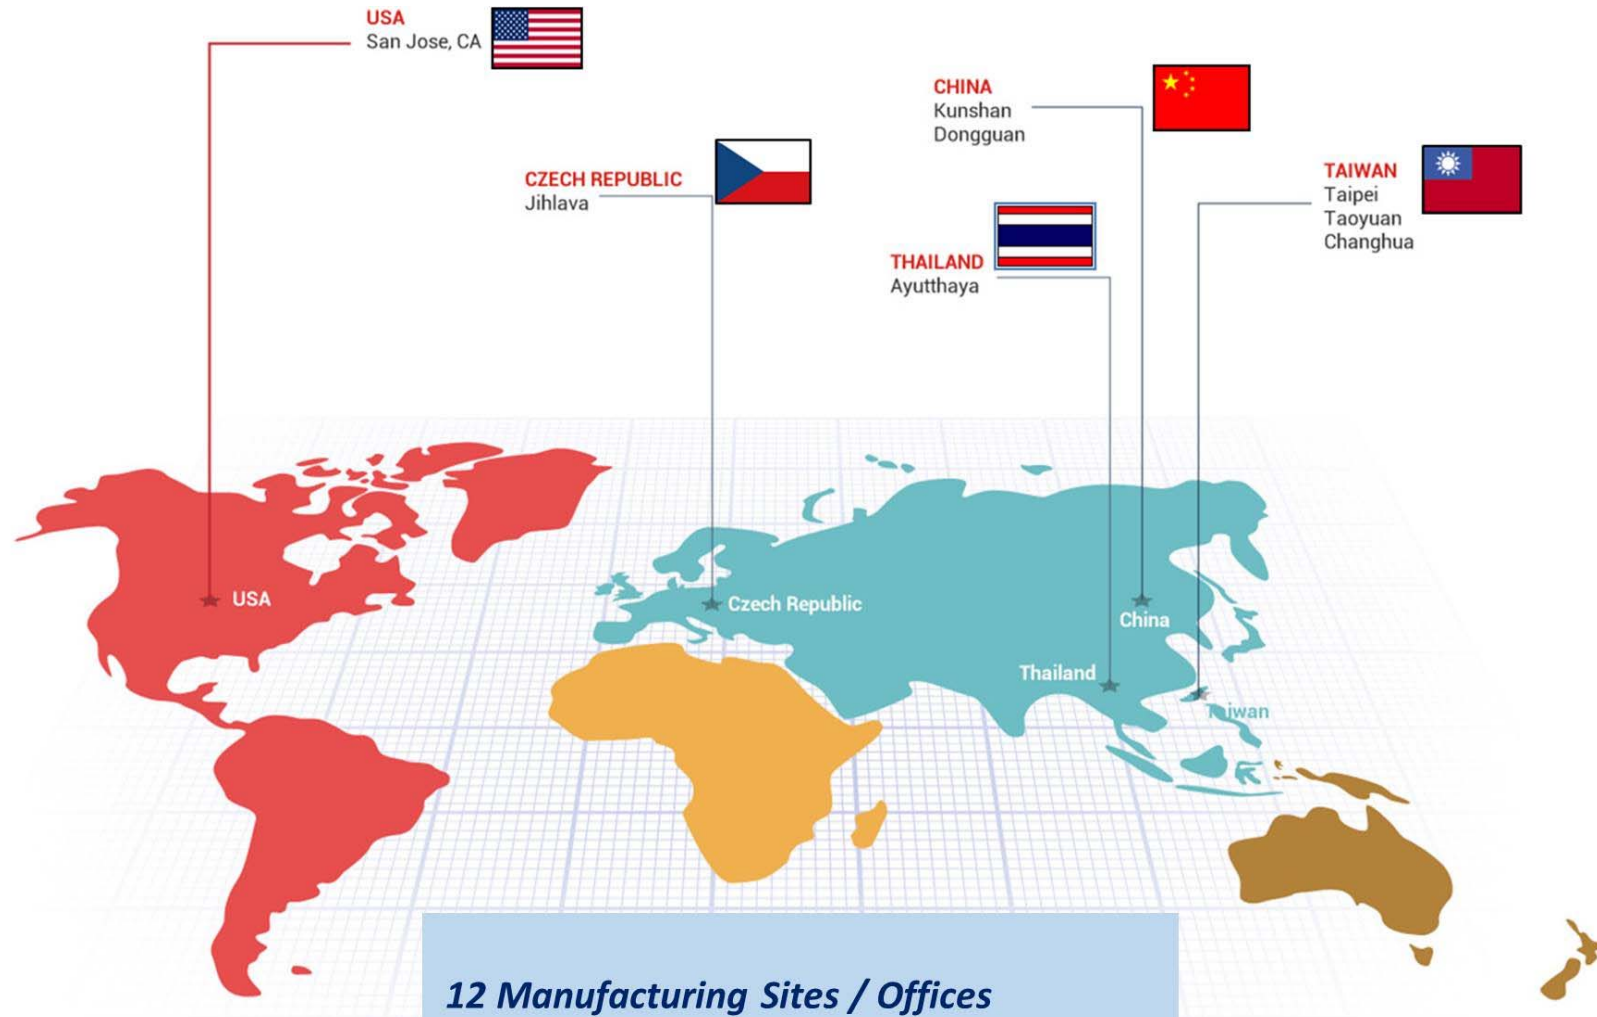 USA
San Jose, CA
CHINA
Kunshan
Dongguan
CZECH REPUBLIC
Jihlava
TAIWAN
Taipei
Taoyuan
Changhua
THAILAND
Ayutthaya
USA
Czech Republic
China
Thailand
Taiwan
12 Manufacturing Sites / Offices